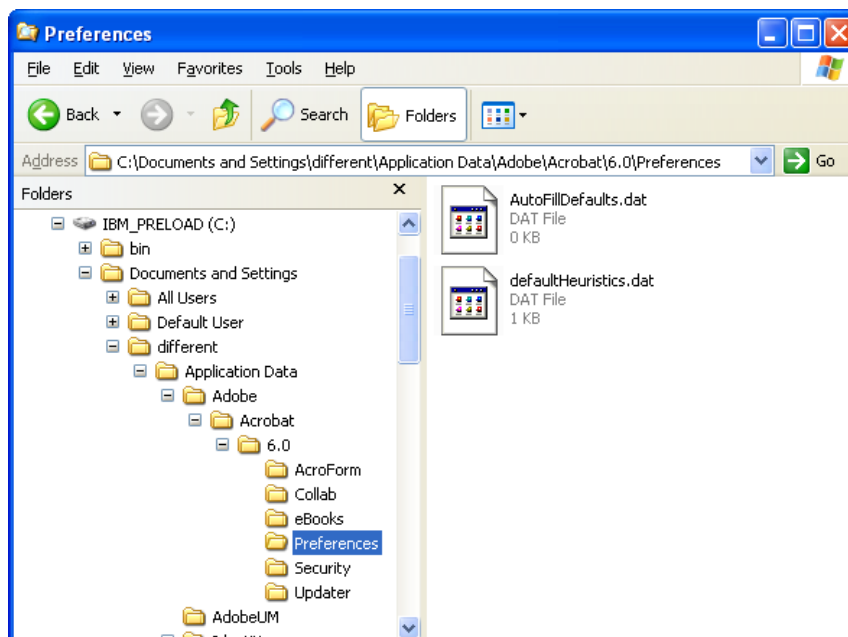 Preferences
File Edit View Favorites Tools Help
Back Search Folders
Address C:\Documents and Settings\different\Application Data\Adobe\Acrobat\6.0\Preferences Go
Folders
IBM_PRELOAD (C:)
bin
Documents and Settings
All Users
Default User
different
Application Data
Adobe
Acrobat
6.0
AcroForm
Collab
eBooks
Preferences
Security
Updater
AdobeUM
AutoFillDefaults.dat
DAT File
0 KB
defaultHeuristics.dat
DAT File
1 KB